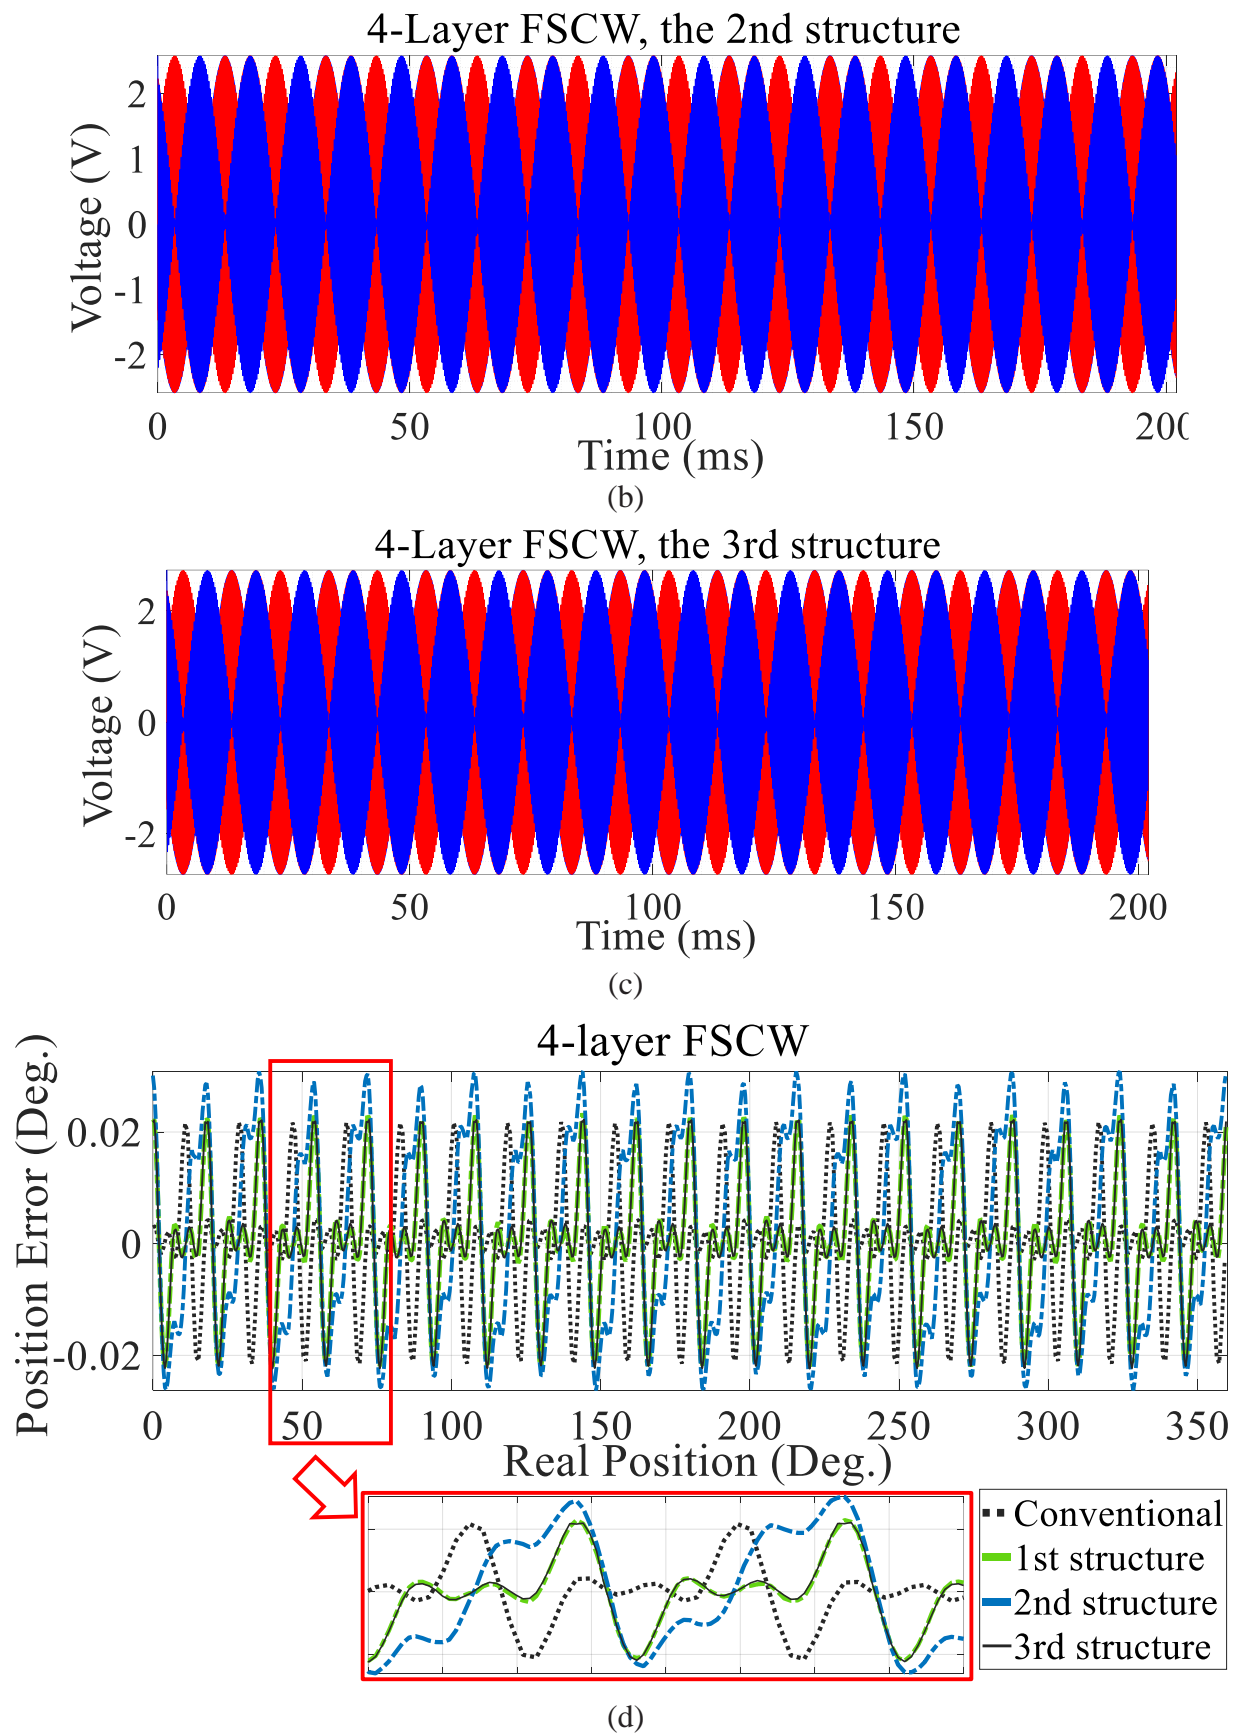 4-Layer FSCW, the 2nd structure
Voltage (V)
2
1
0
-1
-2
0 50 100 150 200
Time (ms)
(b)
4-Layer FSCW, the 3rd structure
Voltage (V)
2
0
-2
0 50 100 150 200
Time (ms)
(c)
4-layer FSCW
Position Error (Deg.)
0.02
0
-0.02
0 50 100 150 200 250 300 350
Real Position (Deg.)
Conventional
1st structure
2nd structure
3rd structure
(d)